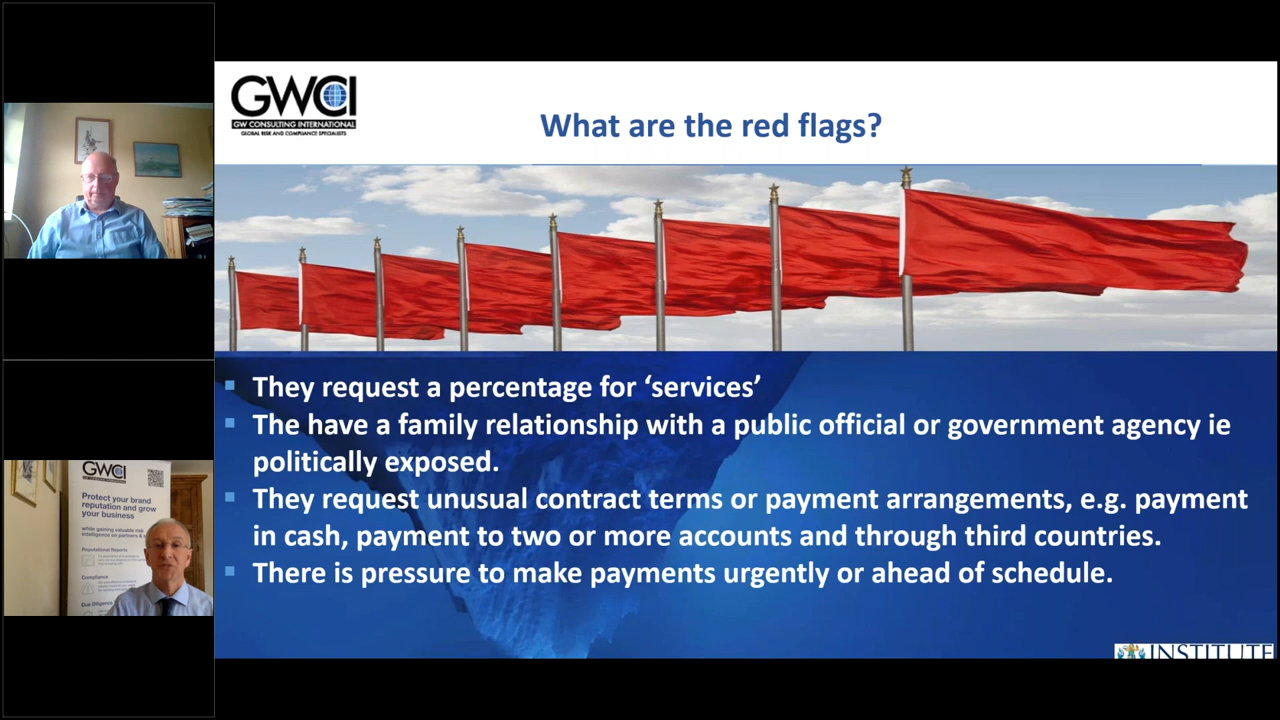 GWCI
GW CONSULTING INTERNATIONAL
GLOBAL RISK AND COMPLIANCE SPECIALISTS
What are the red flags?
They request a percentage for ‘services’
The have a family relationship with a public official or government agency ie
politically exposed.
They request unusual contract terms or payment arrangements, e.g. payment
in cash, payment to two or more accounts and through third countries.
There is pressure to make payments urgently or ahead of schedule.
INSTITUTE
GWCI
Protect your brand
reputation and grow
your business
while gaining valuable risk
intelligence on partners &
Reputational Reports
Compliance
Due Diligence